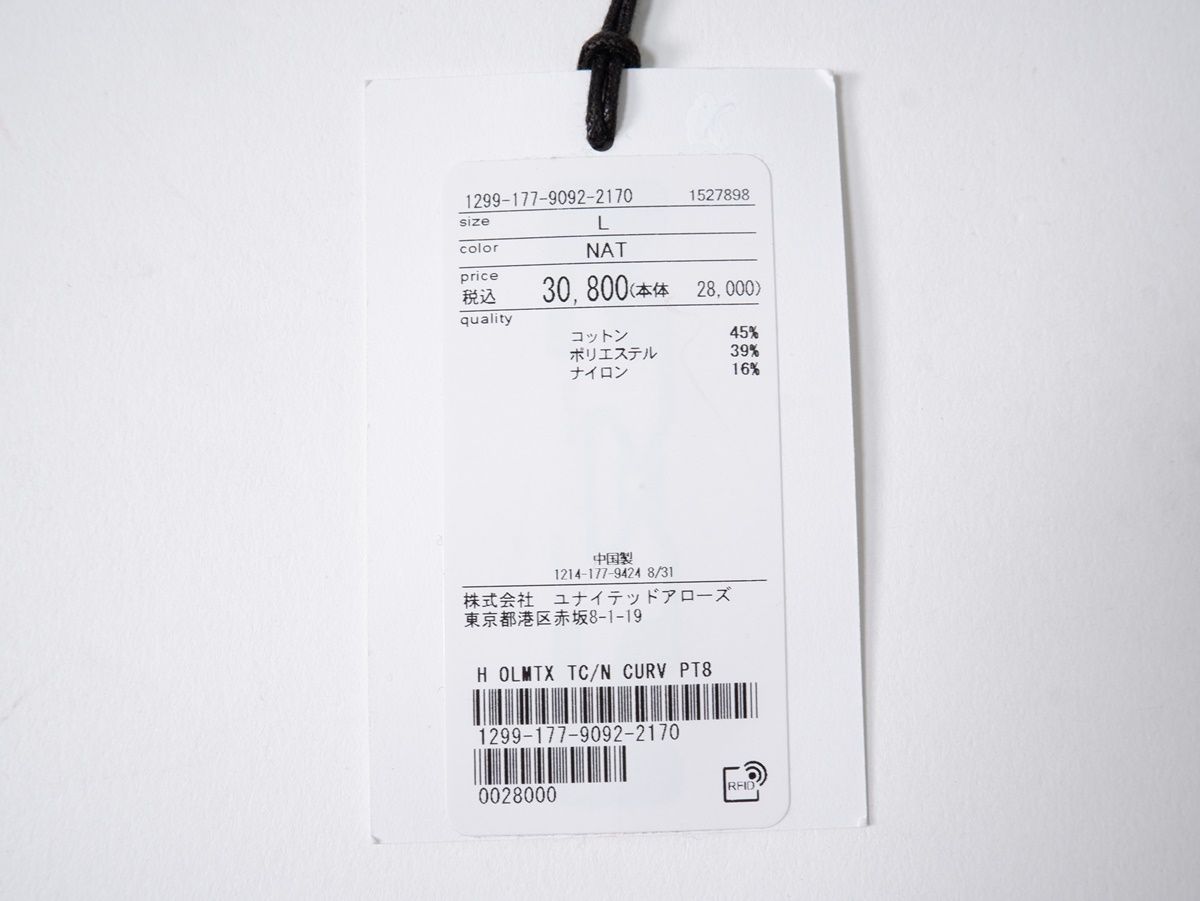 1299-177-9092-2170 1527898
size L
color NAT
price
税込 30,800(本体 28,000)
quality
コットン 45%
ポリエステル 39%
ナイロン 16%
中国製
1214-177-9424 8/31
株式会社 ユナイテッドアローズ
東京都港区赤坂8-1-19
H OLMTX TC/N CURV PT8
1299-177-9092-2170
0028000
RFID